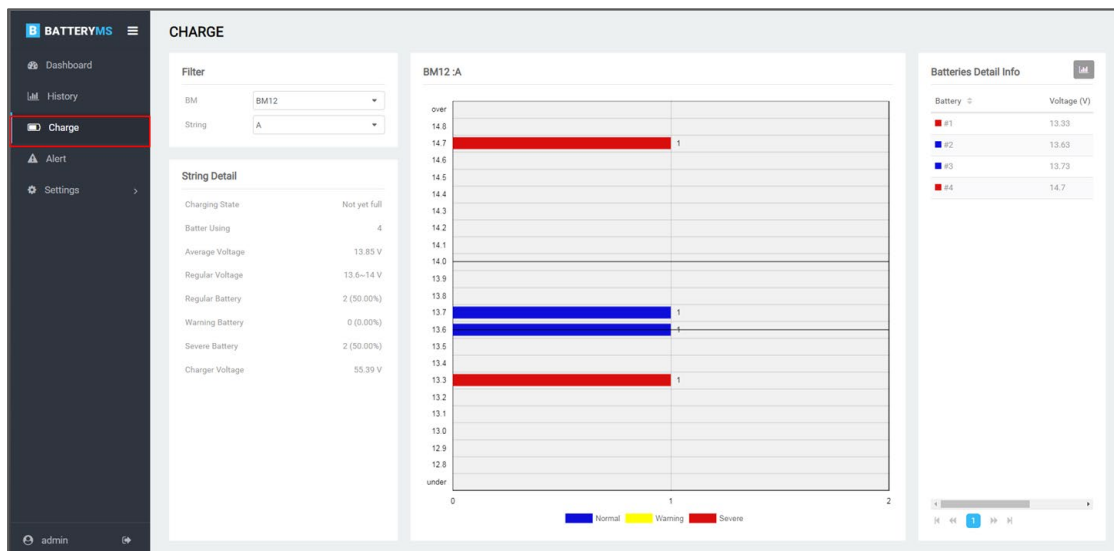 B BATTERYMS
Dashboard
History
Charge
Alert
Settings
admin
CHARGE
Filter
BM BM12
String A
String Detail
Charging State Not yet full
Batter Using 4
Average Voltage 13.85 V
Regular Voltage 13.6~14 V
Regular Battery 2 (50.00%)
Warning Battery 0 (0.00%)
Severe Battery 2 (50.00%)
Charger Voltage 55.39 V
BM12 :A
over
14.8
14.7 1
14.6
14.5
14.4
14.3
14.2
14.1
14.0
13.9
13.8
13.7 1
13.6 1
13.5
13.4
13.3 1
13.2
13.1
13.0
12.9
12.8
under
0 1 2
Normal Warning Severe
Batteries Detail Info
Battery Voltage (V)
#1 13.33
#2 13.63
#3 13.73
#4 14.7
1